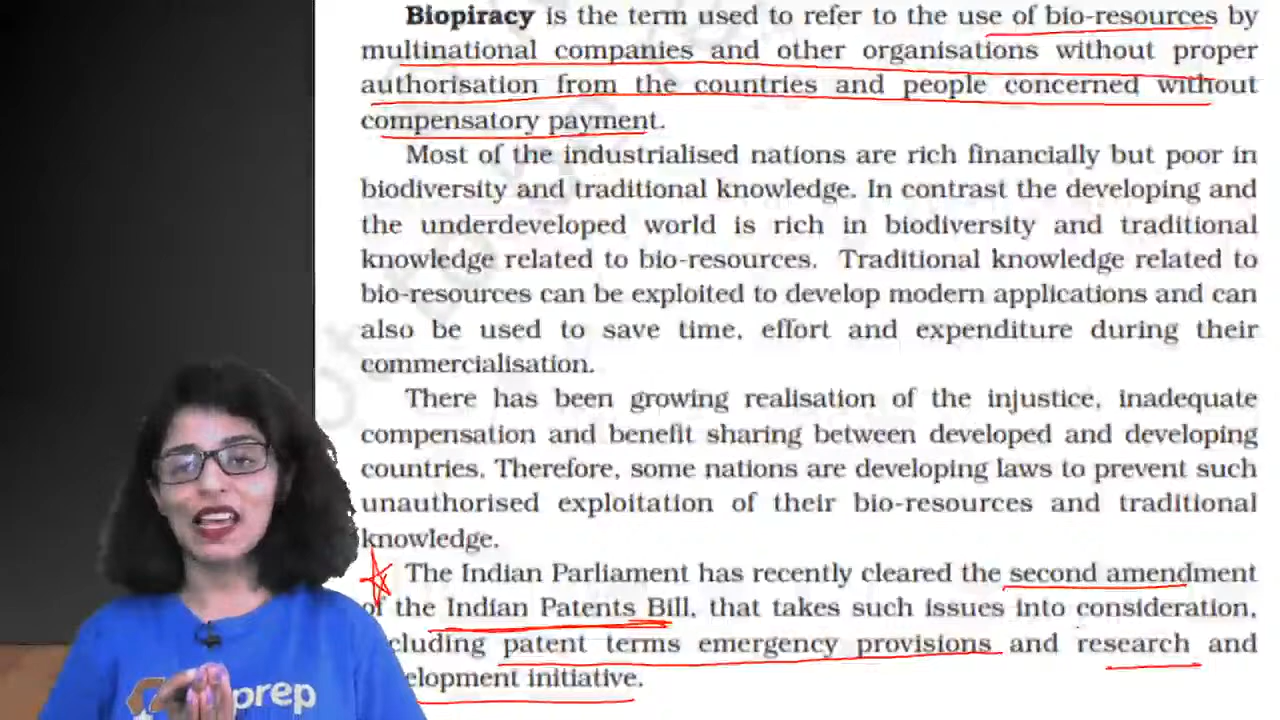 Biopiracy is the term used to refer to the use of bio-resources by
multinational companies and other organisations without proper
authorisation from the countries and people concerned without
compensatory payment.
Most of the industrialised nations are rich financially but poor in
biodiversity and traditional knowledge. In contrast the developing and
the underdeveloped world is rich in biodiversity and traditional
knowledge related to bio-resources. Traditional knowledge related to
bio-resources can be exploited to develop modern applications and can
also be used to save time, effort and expenditure during their
commercialisation.
There has been growing realisation of the injustice, inadequate
compensation and benefit sharing between developed and developing
countries. Therefore, some nations are developing laws to prevent such
unauthorised exploitation of their bio-resources and traditional
knowledge.
The Indian Parliament has recently cleared the second amendment
of the Indian Patents Bill, that takes such issues into consideration,
cluding patent terms emergency provisions and research and
elopment initiative.
prep